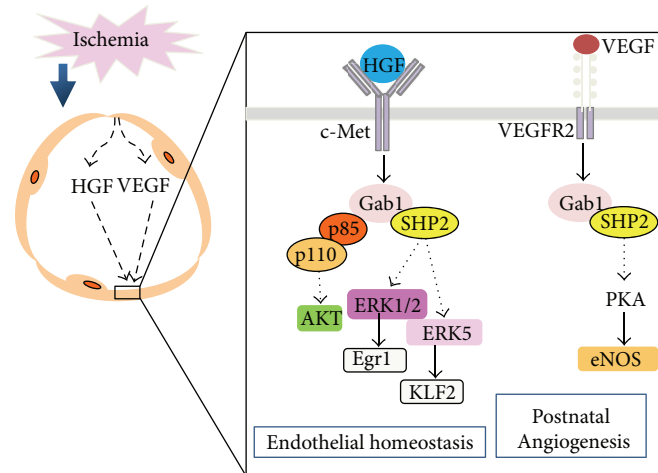 Ischemia
HGF VEGF
HGF
c-Met
Gab1
SHP2
p85
p110
AKT
ERK1/2
ERK5
Egr1
KLF2
Endothelial homeostasis
VEGF
VEGFR2
Gab1
SHP2
PKA
eNOS
Postnatal
Angiogenesis